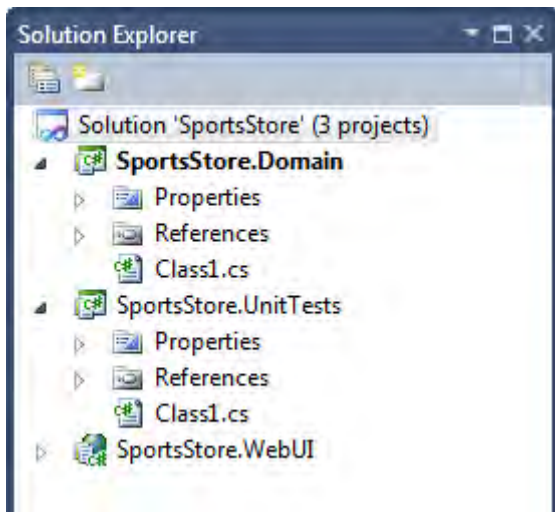 Solution Explorer
Solution 'SportsStore' (3 projects)
SportsStore.Domain
Properties
References
Class1.cs
SportsStore.UnitTests
Properties
References
Class1.cs
SportsStore.WebUI